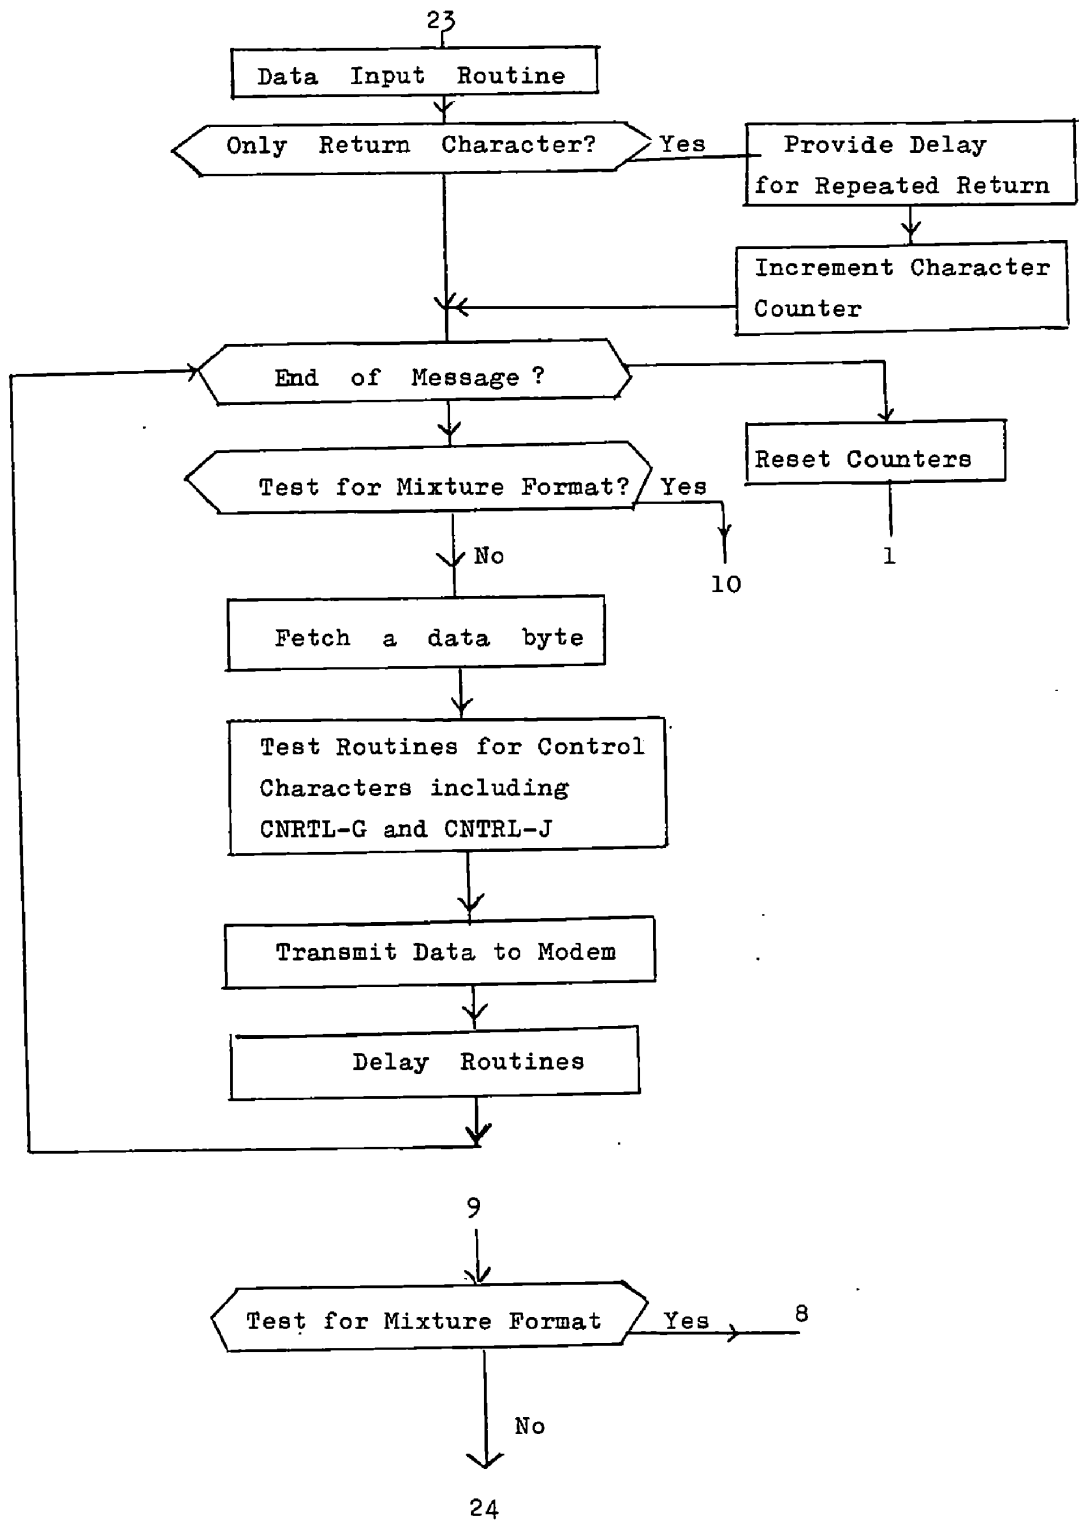 23
Data Input Routine
Only Return Character?
Yes
Provide Delay
for Repeated Return
Increment Character
Counter
End of Message ?
Reset Counters
1
Test for Mixture Format?
Yes
10
No
Fetch a data byte
Test Routines for Control
Characters including
CNRTL-G and CNTRL-J
Transmit Data to Modem
Delay Routines
9
Test for Mixture Format
Yes
8
No
24